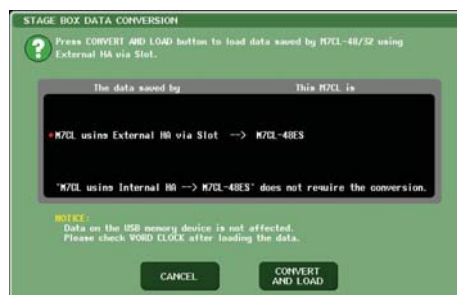 STAGE BOX DATA CONVERSION
?
Press CONVERT AND LOAD button to load data saved by M7CL-48/32 using
External HA via Slot.
The data saved by This M7CL is
M7CL using External HA via Slot --> M7CL-48ES
"M7CL using Internal HA --> M7CL-48ES" does not require the conversion.
NOTICE:
Data on the USB memory device is not affected.
Please check WORD CLOCK after loading the data.
CANCEL
CONVERT
AND LOAD